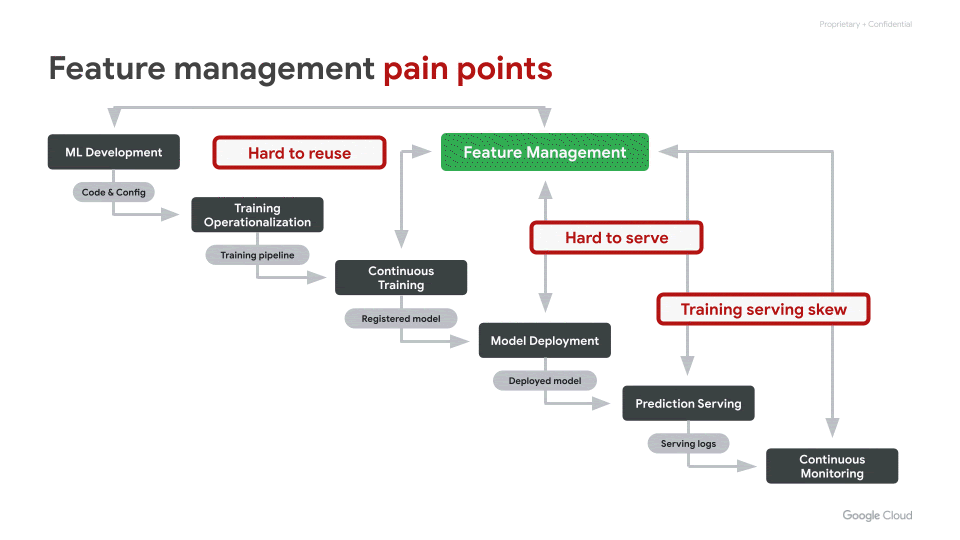 Proprietary + Confidential
Feature management pain points
ML Development
Hard to reuse
Feature Management
Code & Config
Training
Operationalization
Hard to serve
Training pipeline
Continuous
Training
Training serving skew
Registered model
Model Deployment
Deployed model
Prediction Serving
Serving logs
Continuous
Monitoring
Google Cloud